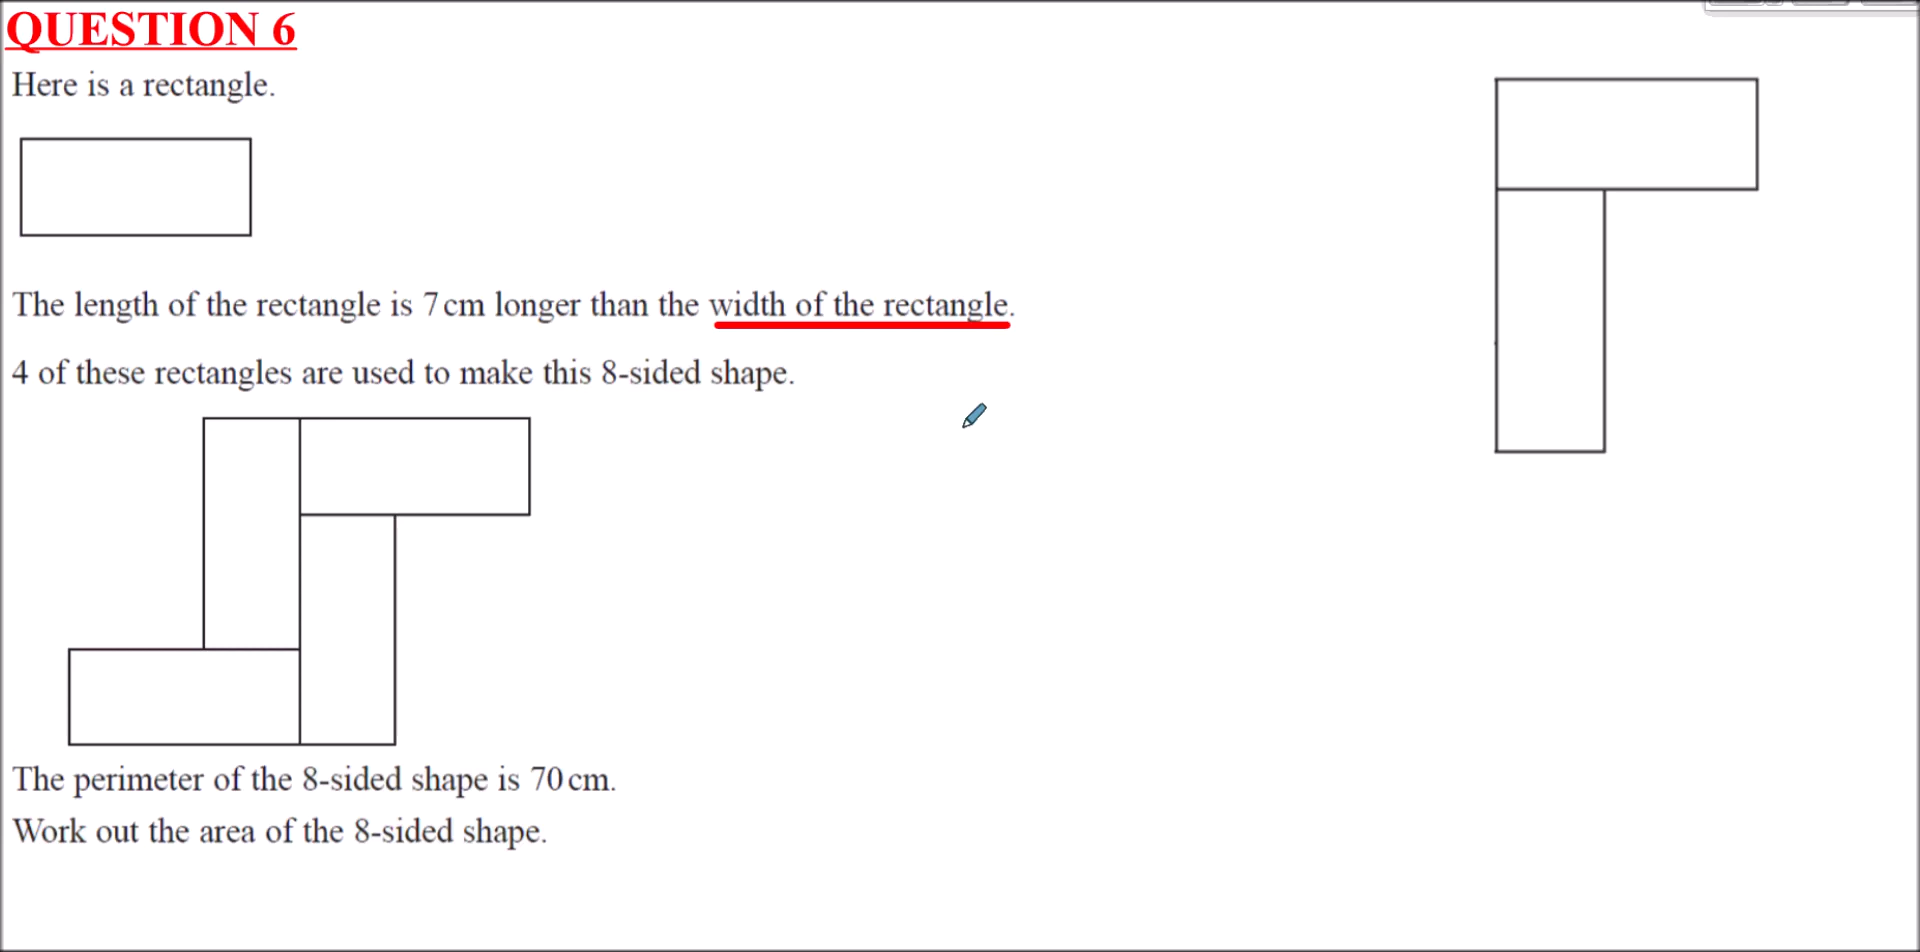 QUESTION 6
Here is a rectangle.
The length of the rectangle is 7 cm longer than the width of the rectangle.
4 of these rectangles are used to make this 8-sided shape.
The perimeter of the 8-sided shape is 70 cm.
Work out the area of the 8-sided shape.